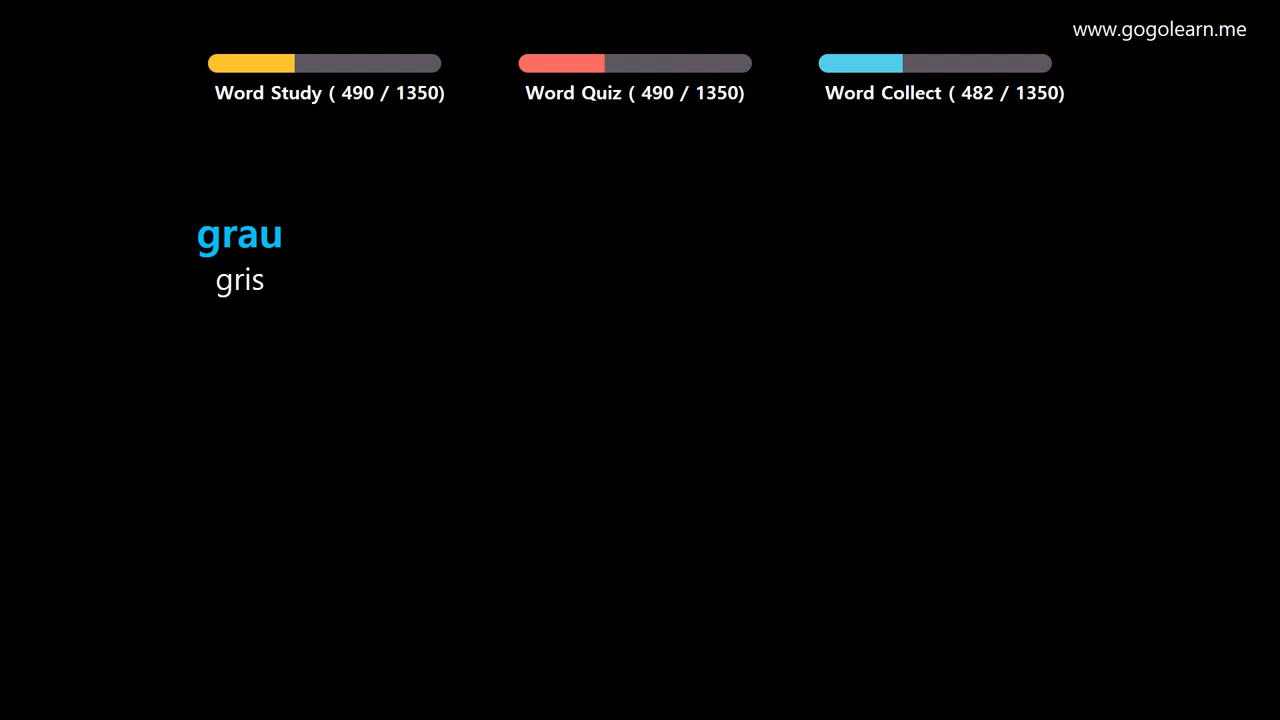 www.gogolearn.me
Word Study ( 490 / 1350)
Word Quiz ( 490 / 1350)
Word Collect ( 482 / 1350)
grau
gris